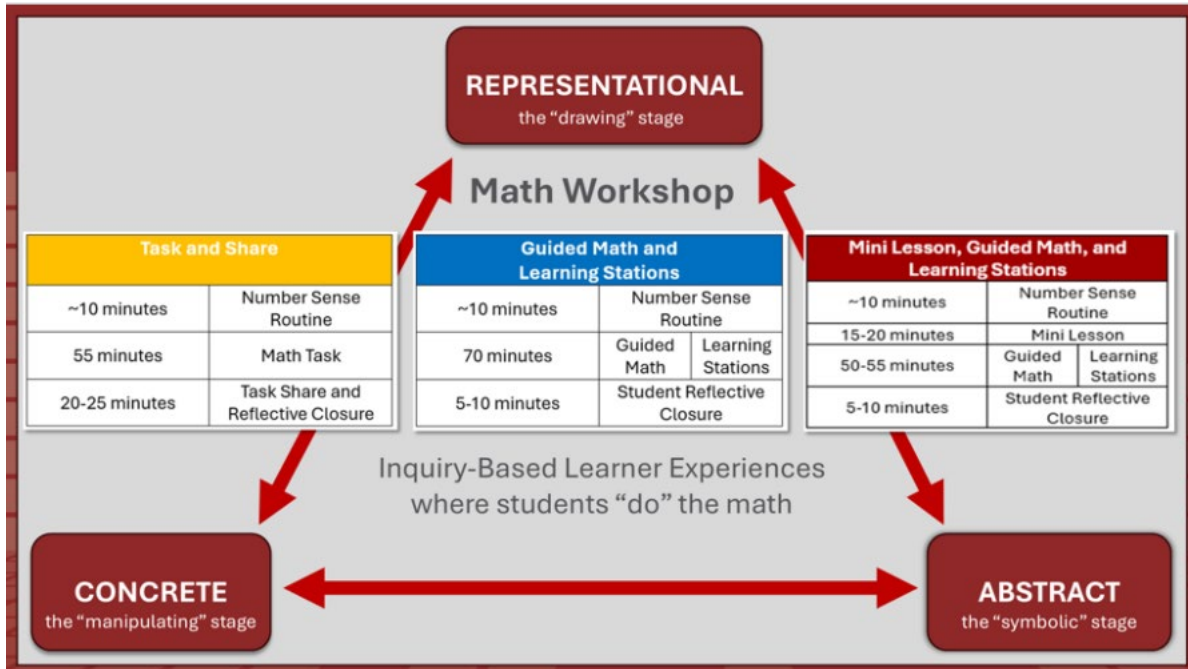 REPRESENTATIONAL
the “drawing” stage
Math Workshop
Task and Share
~10 minutes
Number Sense
Routine
55 minutes
Math Task
20-25 minutes
Task Share and
Reflective Closure
Guided Math and
Learning Stations
~10 minutes
Number Sense
Routine
70 minutes
Guided
Math
Learning
Stations
5-10 minutes
Student Reflective
Closure
Mini Lesson, Guided Math, and
Learning Stations
~10 minutes
Number Sense
Routine
15-20 minutes
Mini Lesson
50-55 minutes
Guided
Math
Learning
Stations
5-10 minutes
Student Reflective
Closure
Inquiry-Based Learner Experiences
where students “do” the math
CONCRETE
the “manipulating” stage
ABSTRACT
the “symbolic” stage